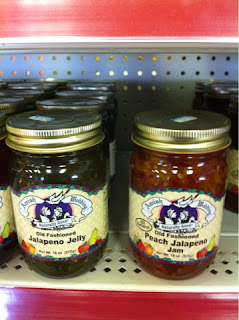 Amish Wedding
Old Fashioned
Jalapeno Jelly
Amish Wedding
Old Fashioned
Peach Jalapeno
Jam